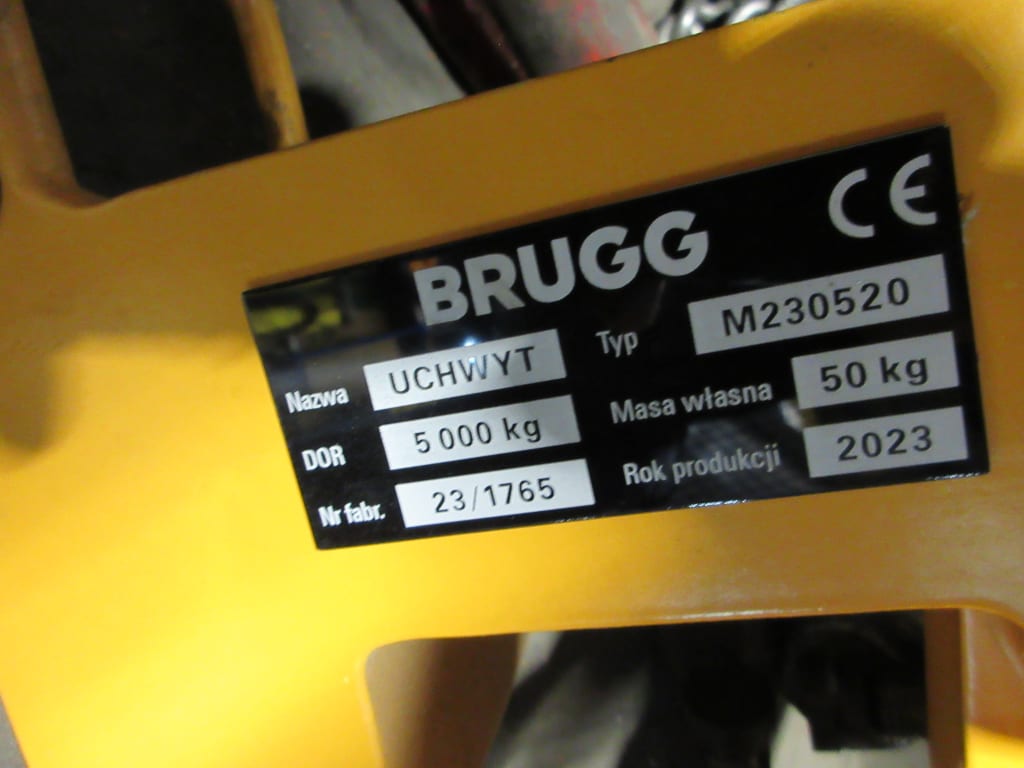 BRUGG CE
Nazwa UCHWYT Typ M230520
DOR 5 000 kg Masa własna 50 kg
Nr fabr. 23/1765 Rok produkcji 2023